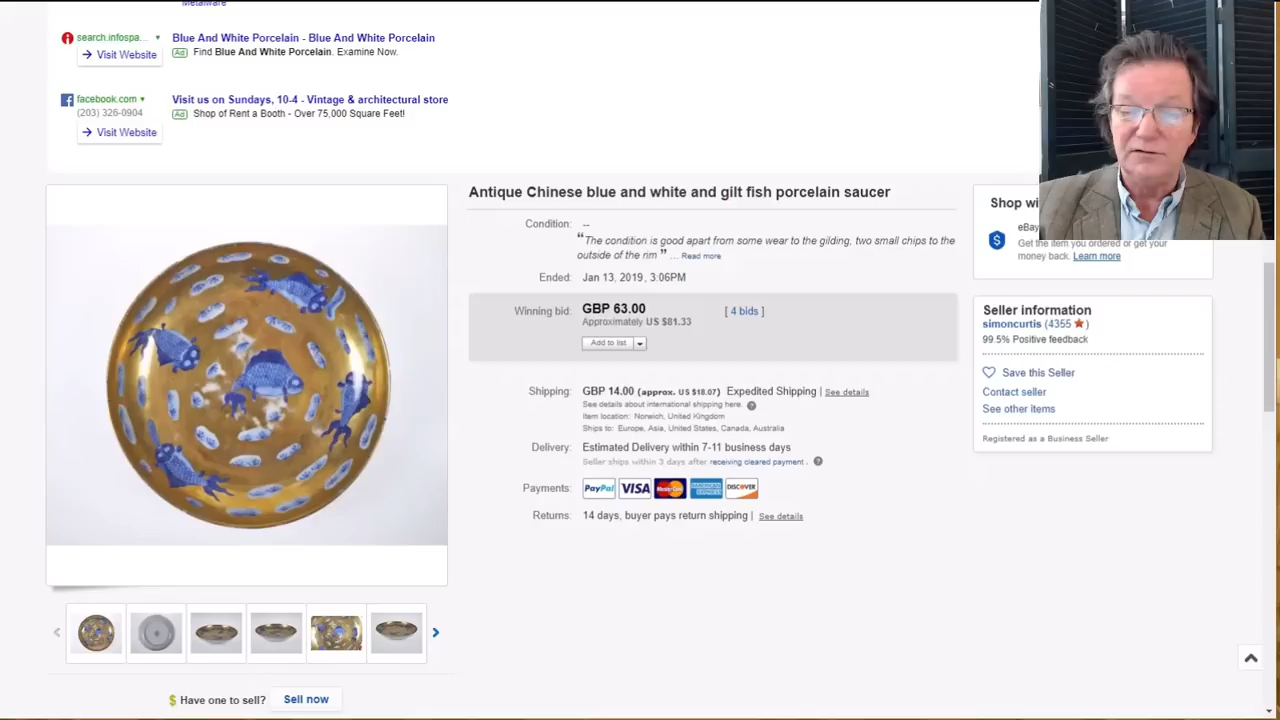 Metalware
search.infospa...
Blue And White Porcelain - Blue And White Porcelain
Visit Website
Ad Find Blue And White Porcelain. Examine Now.
facebook.com
Visit us on Sundays, 10-4 - Vintage & architectural store
(203) 326-0904
Ad Shop of Rent a Booth - Over 75,000 Square Feet!
Visit Website
Antique Chinese blue and white and gilt fish porcelain saucer
Condition: --
“The condition is good apart from some wear to the gilding, two small chips to the
outside of the rim ” ... Read more
Ended: Jan 13, 2019, 3:06PM
Winning bid: GBP 63.00 [ 4 bids ]
Approximately US $81.33
Add to list
Shipping: GBP 14.00 (approx. US $18.07) Expedited Shipping | See details
See details about international shipping here.
Item location: Norwich, United Kingdom
Ships to: Europe, Asia, United States, Canada, Australia
Delivery: Estimated Delivery within 7-11 business days
Seller ships within 3 days after receiving cleared payment .
Payments: PayPal VISA MasterCard AMERICAN EXPRESS DISCOVER
Returns: 14 days, buyer pays return shipping | See details
Shop wi
eBay
Get the item you ordered or get your
money back. Learn more
Seller information
simoncurtis (4355 )
99.5% Positive feedback
Save this Seller
Contact seller
See other items
Registered as a Business Seller
$ Have one to sell? Sell now